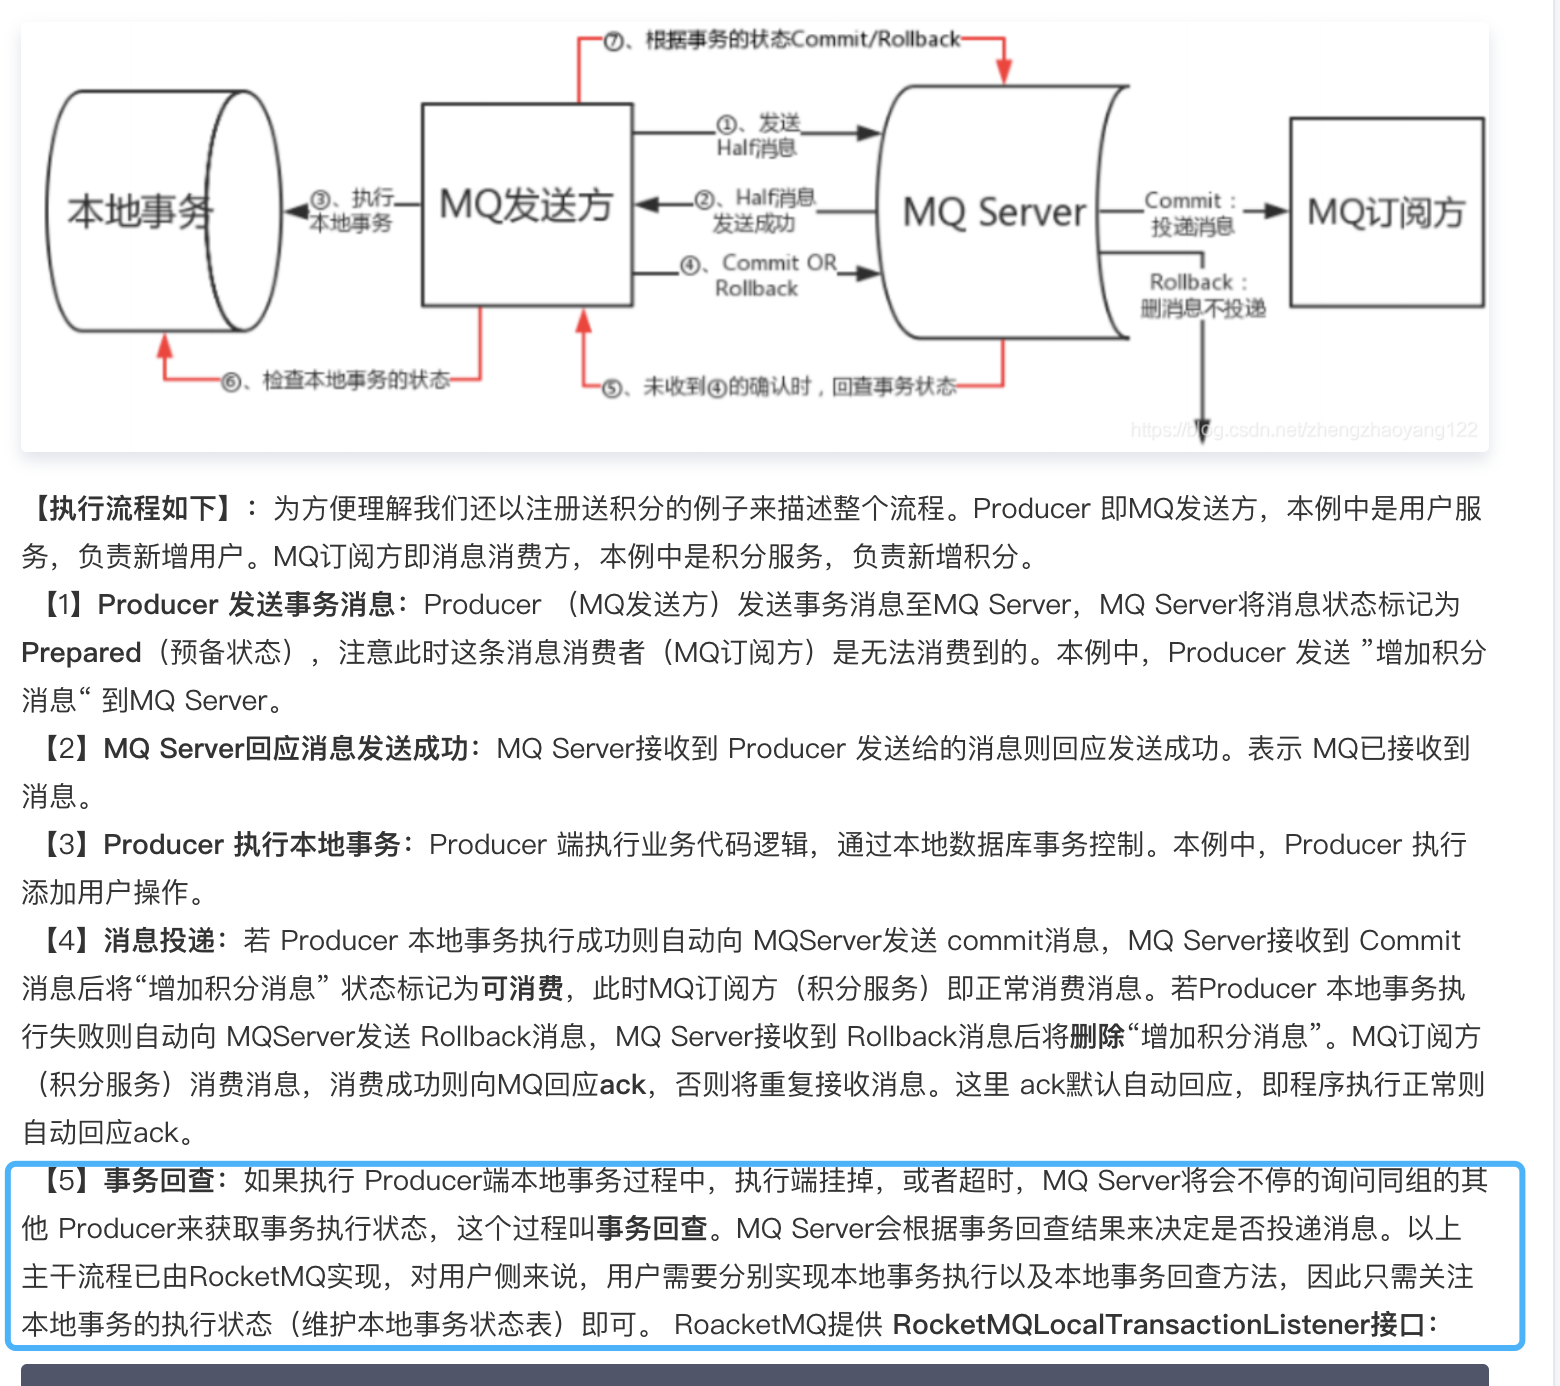 ⑦、根据事务的状态Commit/Rollback
①、发送
Half消息
本地事务
③、执行
本地事务
MQ发送方
②、Half消息
发送成功
MQ Server
Commit：
投递消息
MQ订阅方
④、Commit OR
Rollback
Rollback：
删消息不投递
⑥、检查本地事务的状态
⑤、未收到④的确认时，回查事务状态
https://blog.csdn.net/zhengzhaoyang122
【执行流程如下】：为方便理解我们还以注册送积分的例子来描述整个流程。Producer 即MQ发送方，本例中是用户服
务，负责新增用户。MQ订阅方即消息消费方，本例中是积分服务，负责新增积分。
【1】Producer 发送事务消息：Producer （MQ发送方）发送事务消息至MQ Server，MQ Server将消息状态标记为
Prepared（预备状态），注意此时这条消息消费者（MQ订阅方）是无法消费到的。本例中，Producer 发送 ”增加积分
消息“ 到MQ Server。
【2】MQ Server回应消息发送成功：MQ Server接收到 Producer 发送给的消息则回应发送成功。表示 MQ已接收到
消息。
【3】Producer 执行本地事务：Producer 端执行业务代码逻辑，通过本地数据库事务控制。本例中，Producer 执行
添加用户操作。
【4】消息投递：若 Producer 本地事务执行成功则自动向 MQServer发送 commit消息，MQ Server接收到 Commit
消息后将“增加积分消息” 状态标记为可消费，此时MQ订阅方（积分服务）即正常消费消息。若Producer 本地事务执
行失败则自动向 MQServer发送 Rollback消息，MQ Server接收到 Rollback消息后将删除“增加积分消息”。MQ订阅方
（积分服务）消费消息，消费成功则向MQ回应ack，否则将重复接收消息。这里 ack默认自动回应，即程序执行正常则
自动回应ack。
【5】事务回查：如果执行 Producer端本地事务过程中，执行端挂掉，或者超时，MQ Server将会不停的询问同组的其
他 Producer来获取事务执行状态，这个过程叫事务回查。MQ Server会根据事务回查结果来决定是否投递消息。以上
主干流程已由RocketMQ实现，对用户侧来说，用户需要分别实现本地事务执行以及本地事务回查方法，因此只需关注
本地事务的执行状态（维护本地事务状态表）即可。 RoacketMQ提供 RocketMQLocalTransactionListener接口：